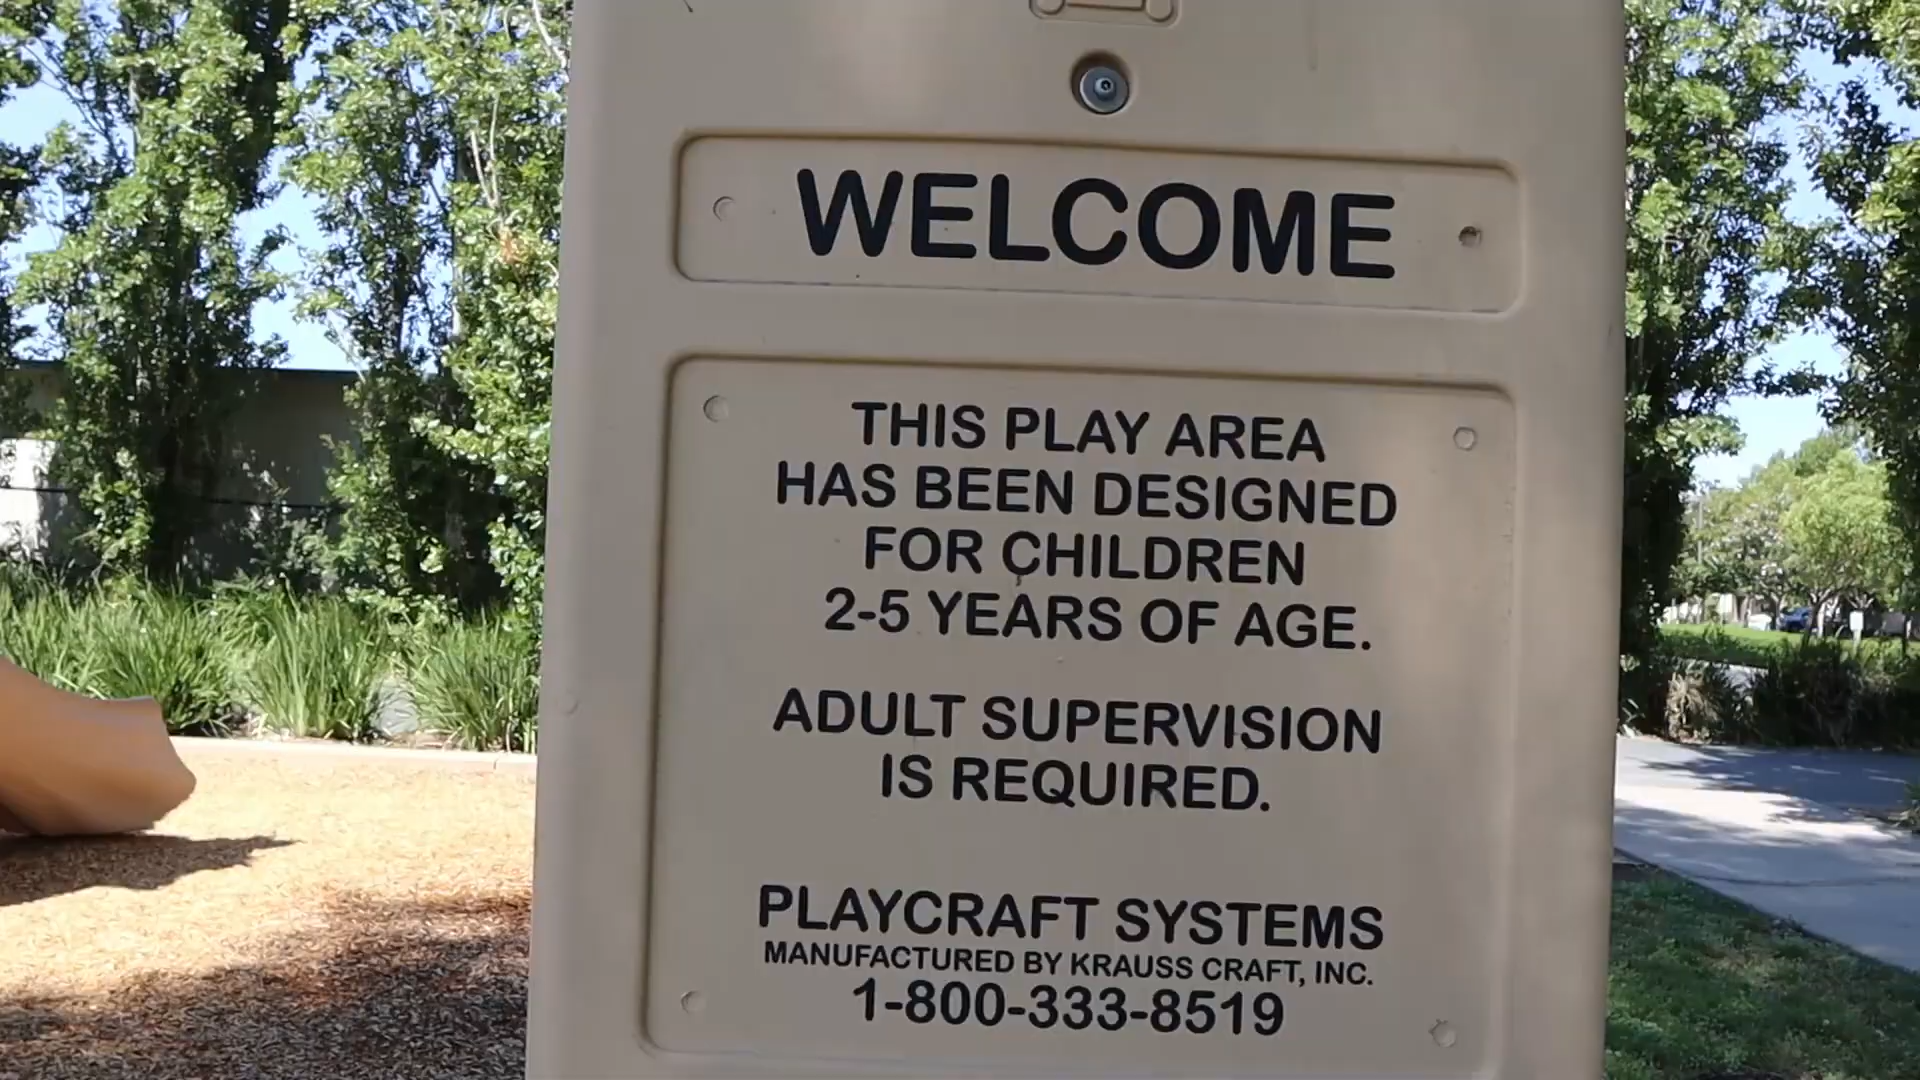 WELCOME
THIS PLAY AREA
HAS BEEN DESIGNED
FOR CHILDREN
2-5 YEARS OF AGE.
ADULT SUPERVISION
IS REQUIRED.
PLAYCRAFT SYSTEMS
MANUFACTURED BY KRAUSS CRAFT, INC.
1-800-333-8519